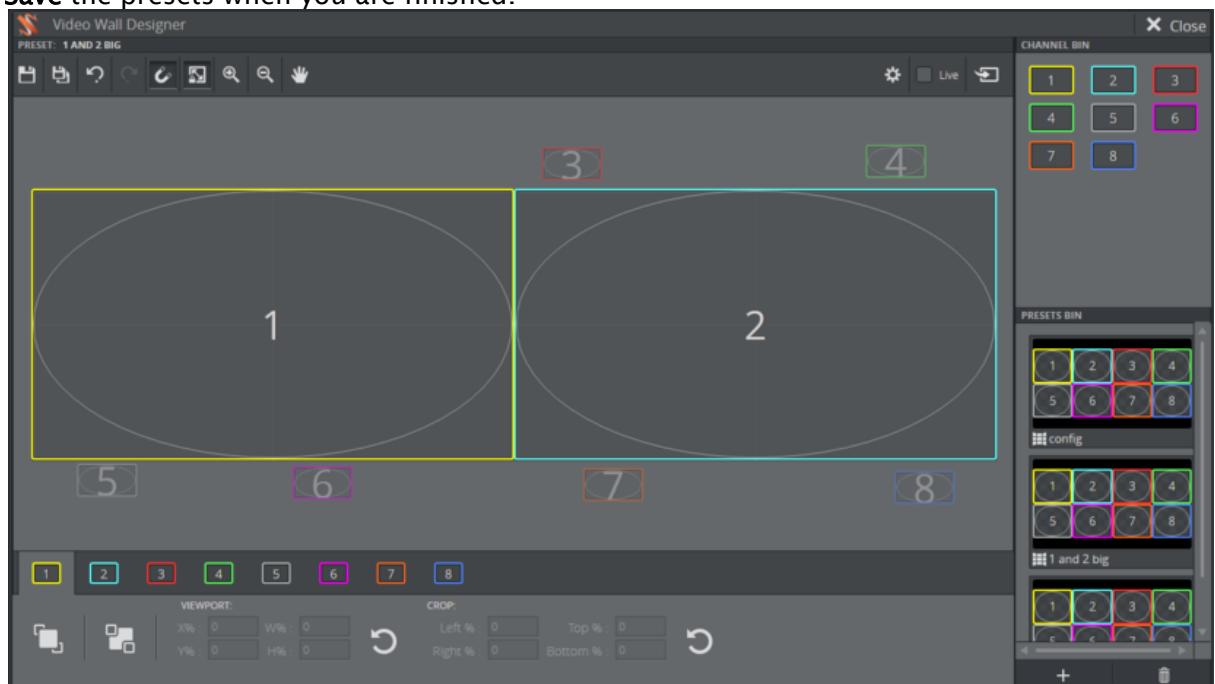 Save the presets when you are finished.
Video Wall Designer
Close
PRESET: 1 AND 2 BIG
CHANNEL BIN
Live
1 2 3
4 5 6
7 8
3 4
1 2
5 6 7 8
PRESETS BIN
1 2 3 4
5 6 7 8
config
1 2 3 4
5 6 7 8
1 and 2 big
1 2 3 4
5 6 7 8
1 2 3 4 5 6 7 8
VIEWPORT: CROP:
X% : 0 W% : 0 Left % : 0 Top % : 0
Y% : 0 H% : 0 Right % : 0 Bottom % : 0